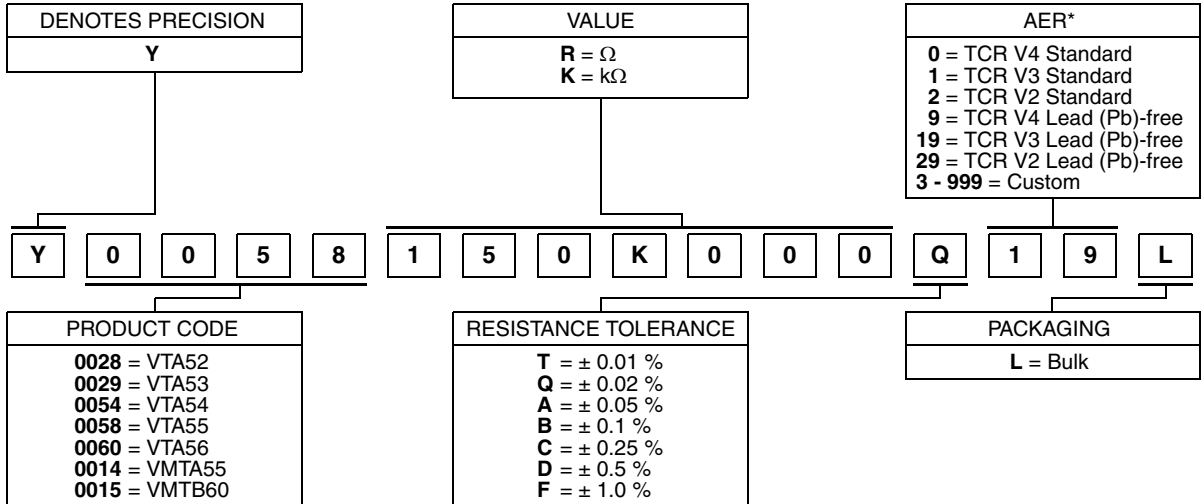 DENOTES PRECISION
Y
VALUE
R = Ω
K = kΩ
AER*
0 = TCR V4 Standard
1 = TCR V3 Standard
2 = TCR V2 Standard
9 = TCR V4 Lead (Pb)-free
19 = TCR V3 Lead (Pb)-free
29 = TCR V2 Lead (Pb)-free
3 - 999 = Custom
Y 0 0 5 8 1 5 0 K 0 0 0 Q 1 9 L
PRODUCT CODE
0028 = VTA52
0029 = VTA53
0054 = VTA54
0058 = VTA55
0060 = VTA56
0014 = VMTA55
0015 = VMTB60
RESISTANCE TOLERANCE
T = ± 0.01 %
Q = ± 0.02 %
A = ± 0.05 %
B = ± 0.1 %
C = ± 0.25 %
D = ± 0.5 %
F = ± 1.0 %
PACKAGING
L = Bulk